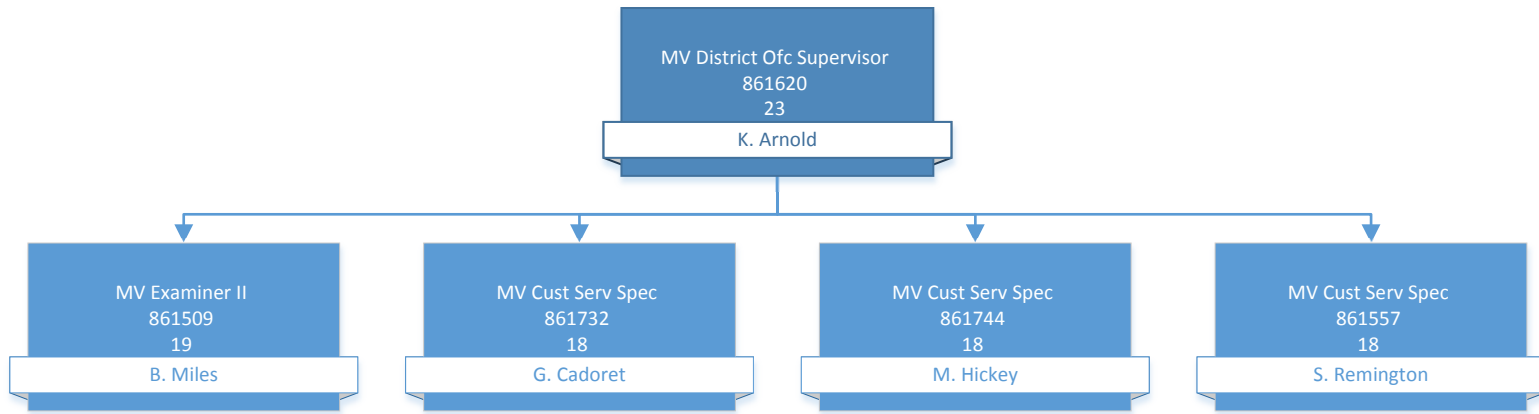 MV District Ofc Supervisor
861620
23
K. Arnold
MV Examiner II
861509
19
B. Miles
MV Cust Serv Spec
861732
18
G. Cadoret
MV Cust Serv Spec
861744
18
M. Hickey
MV Cust Serv Spec
861557
18
S. Remington